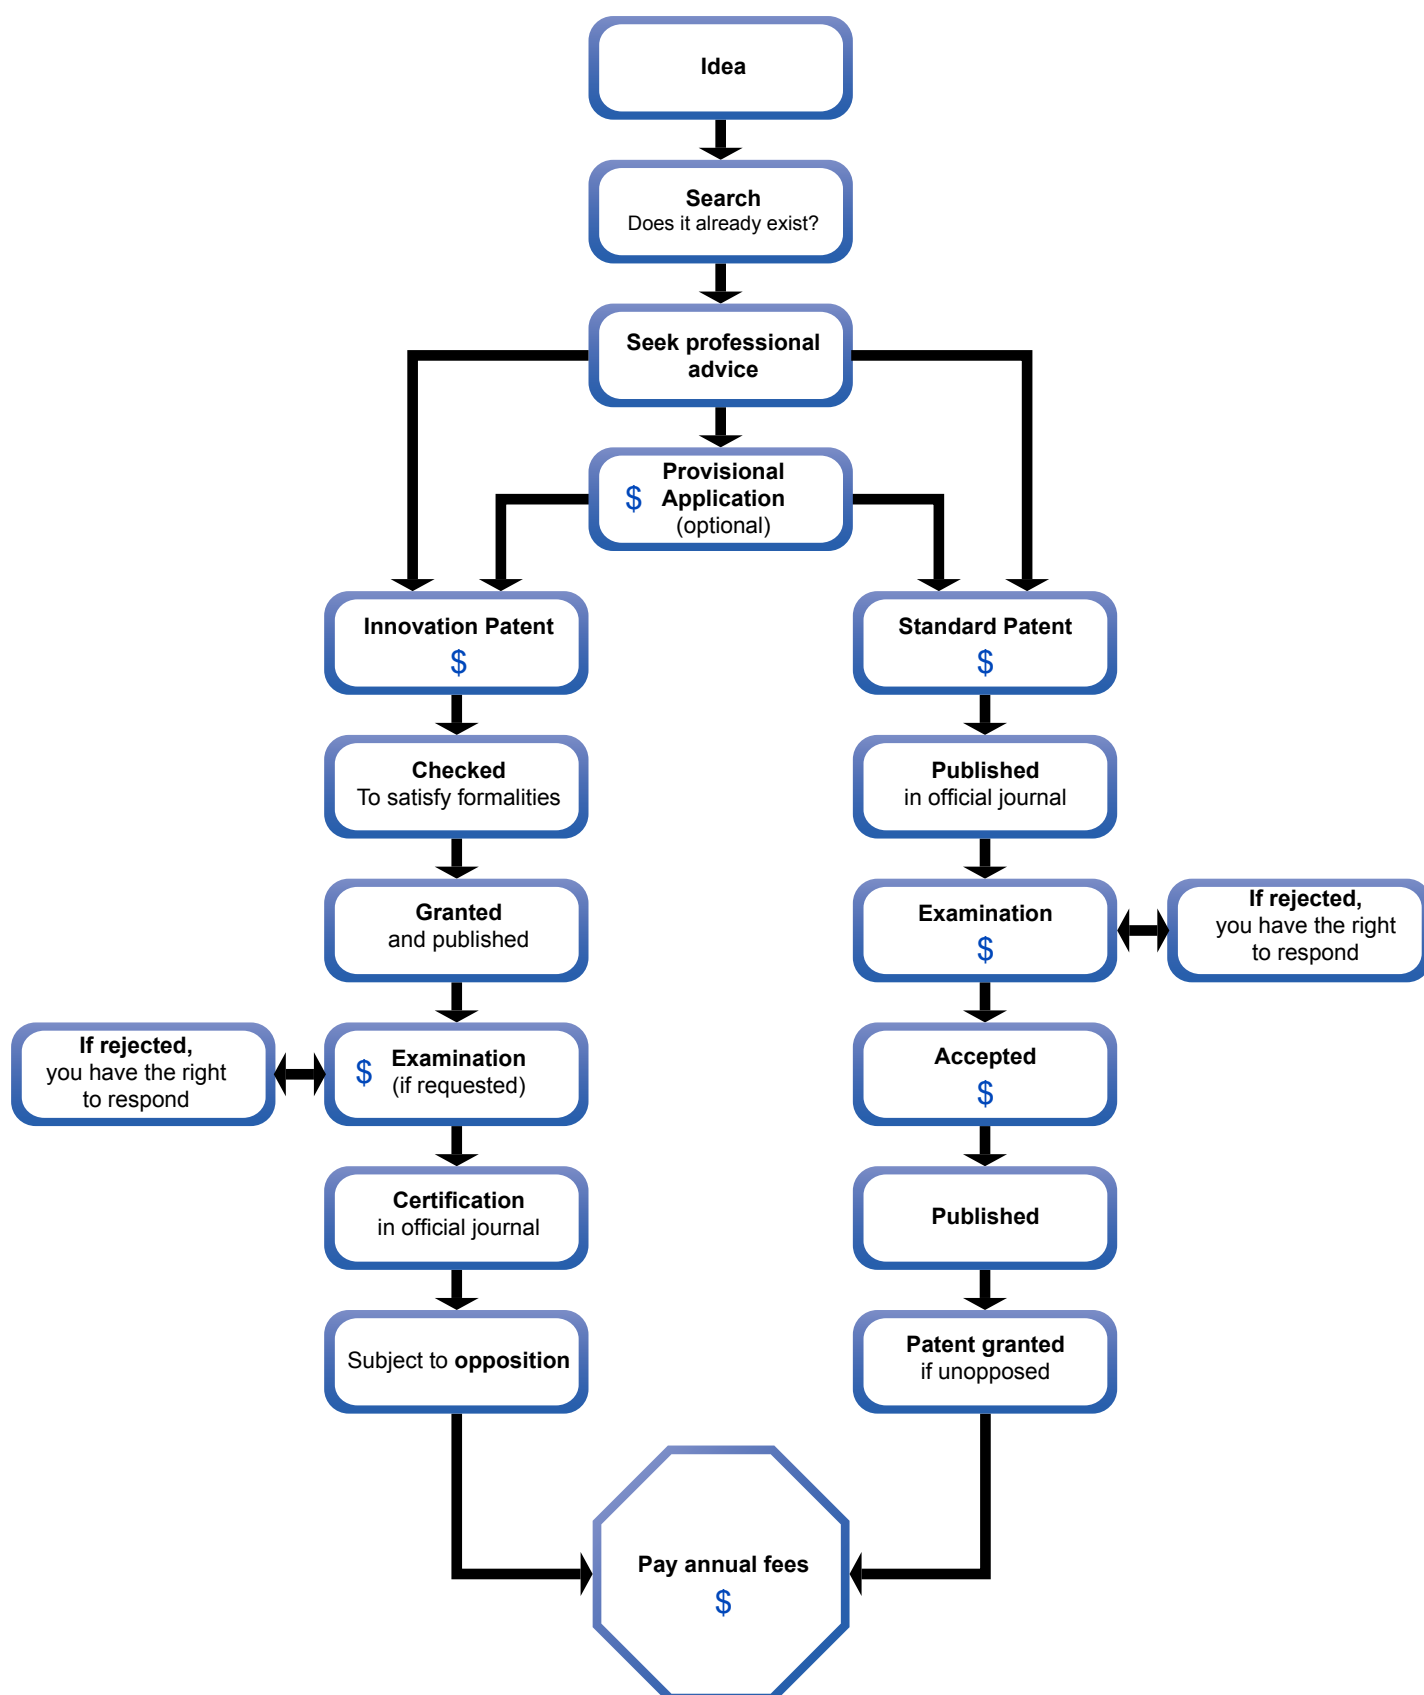 Idea
Search
Does it already exist?
Seek professional
advice
Provisional
$ Application
(optional)
Innovation Patent
$
Standard Patent
$
Checked
To satisfy formalities
Published
in official journal
Granted
and published
Examination
$
If rejected,
you have the right
to respond
If rejected,
you have the right
to respond
$ Examination
(if requested)
Accepted
$
Certification
in official journal
Published
Subject to opposition
Patent granted
if unopposed
Pay annual fees
$